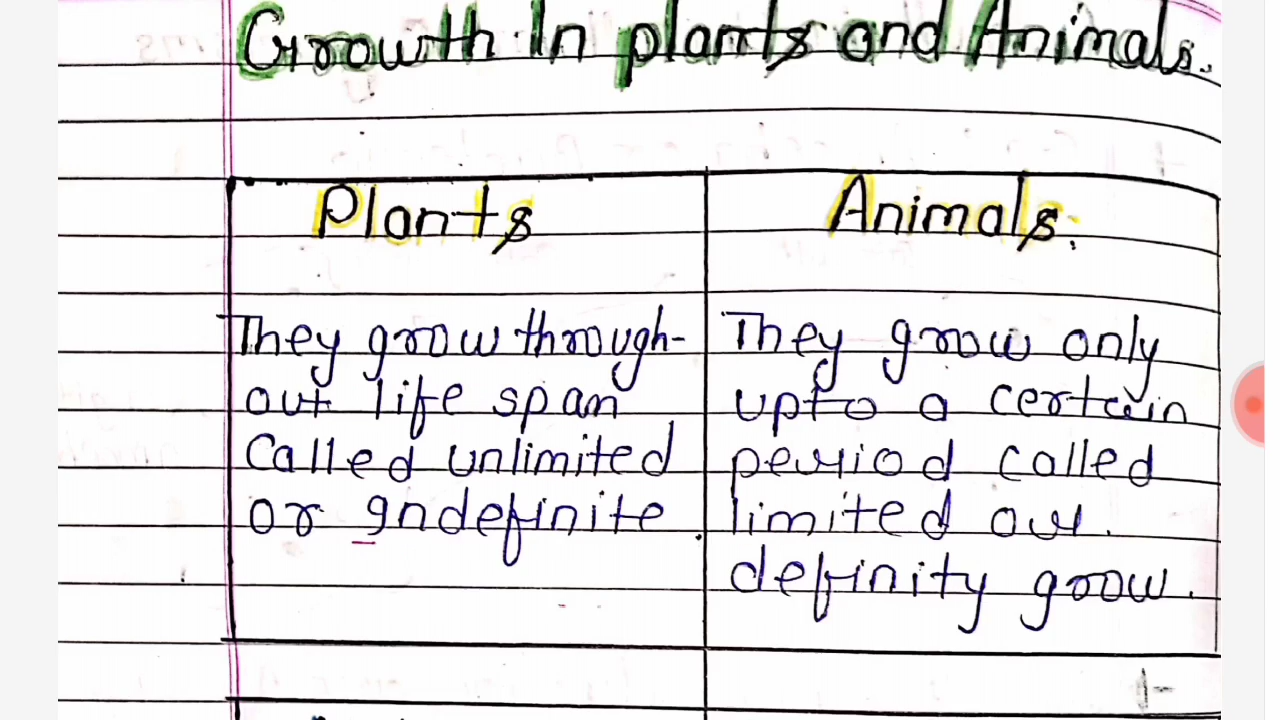 Growth In plants and Animals.
Plants
Animals.
They grow through-
out life span
Called unlimited
or indefinite
They grow only
upto a certain
period called
limited or.
definity grow.